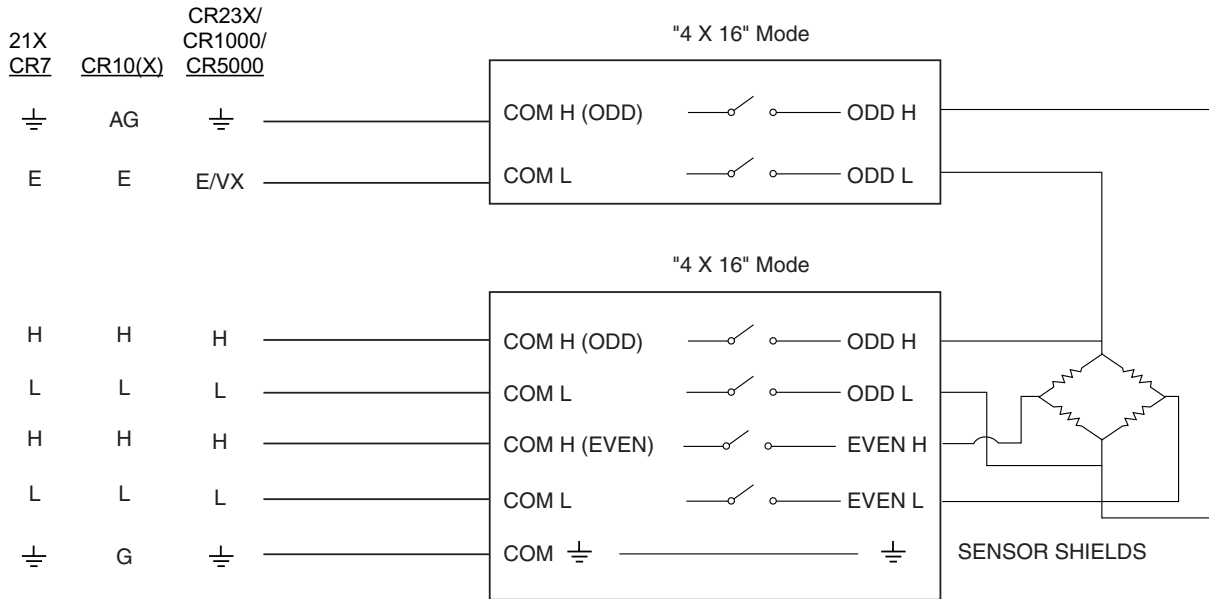 CR23X/
21X CR1000/
CR7 CR10(X) CR5000
"4 X 16" Mode
AG COM H (ODD) ODD H
E E E/VX COM L ODD L
"4 X 16" Mode
H H H COM H (ODD) ODD H
L L L COM L ODD L
H H H COM H (EVEN) EVEN H
L L L COM L EVEN L
G COM SENSOR SHIELDS